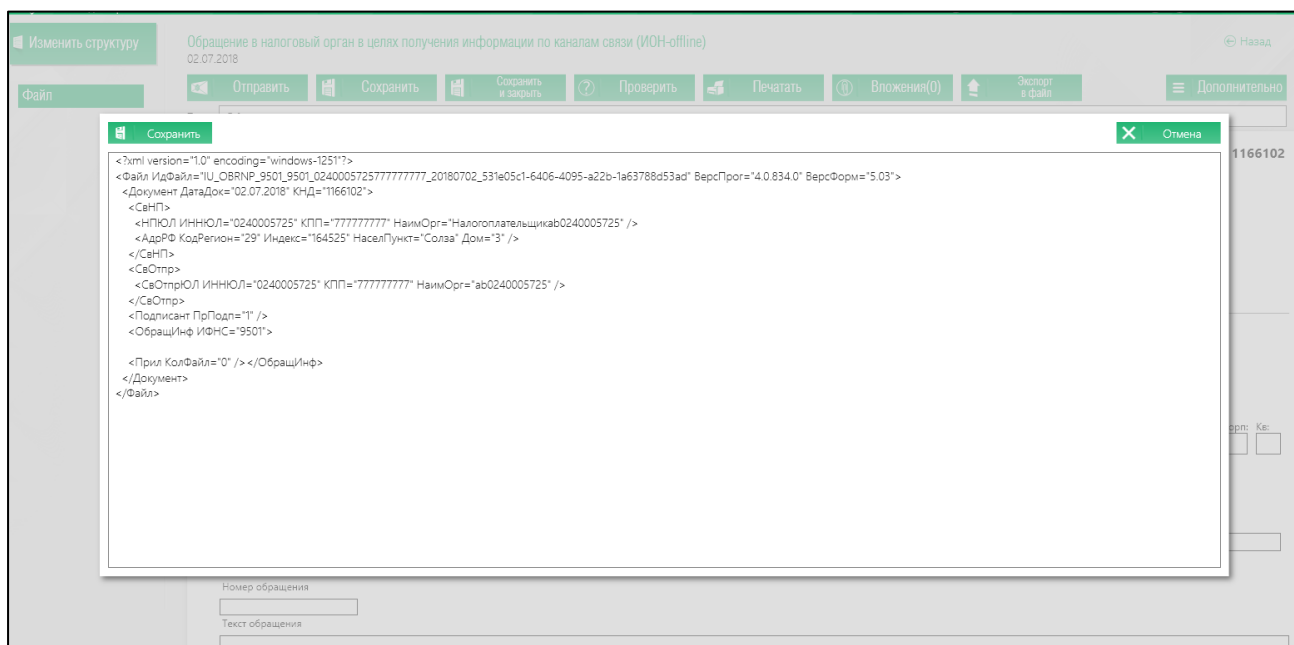 Изменить структуру
Обращение в налоговый орган в целях получения информации по каналам связи (ИОН-offline)
Назад
02.07.2018
Файл
Отправить
Сохранить
Сохранить
и закрыть
Проверить
Печатать
Вложения(0)
Экспорт
в файл
Дополнительно
Сохранить
Отмена
1166102
<?xml version="1.0" encoding="windows-1251"?>
<Файл ИдФайл="IU_OBRNP_9501_9501_0240005725777777777_20180702_531e05c1-6406-4095-a22b-1a63788d53ad" ВерсПрог="4.0.834.0" ВерсФорм="5.03">
<Документ ДатаДок="02.07.2018" КНД="1166102">
<СвНП>
<НПЮЛ ИННЮЛ="0240005725" КПП="777777777" НаимОрг="Налогоплательщикab0240005725" />
<АдрРФ КодРегион="29" Индекс="164525" НаселПункт="Солза" Дом="3" />
</СвНП>
<СвОтпр>
<СвОтпрЮЛ ИННЮЛ="0240005725" КПП="777777777" НаимОрг="ab0240005725" />
</СвОтпр>
<Подписант ПрПодп="1" />
<ОбращИнф ИФНС="9501">
<Прил КолФайл="0" /></ОбращИнф>
</Документ>
</Файл>
орп: Кв:
Номер обращения
Текст обращения